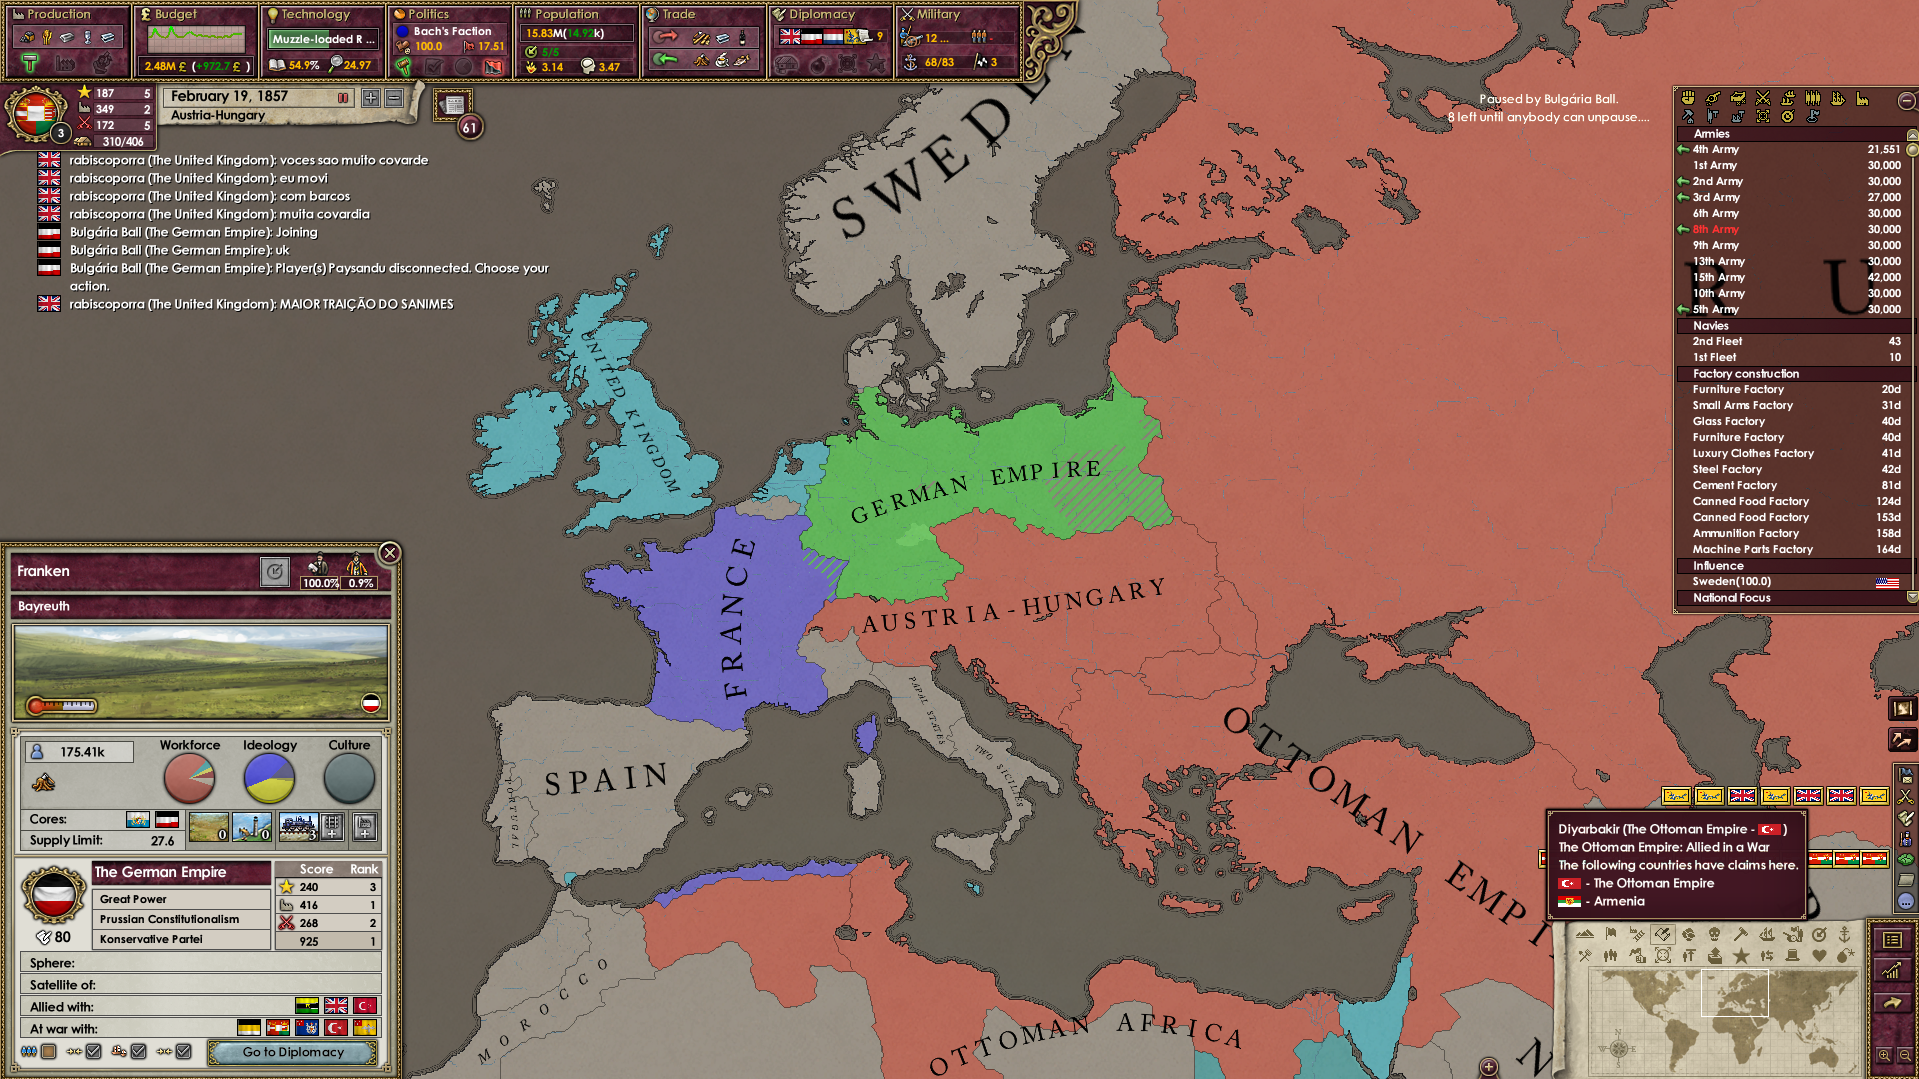 Production
Budget
Technology
Politics
Population
Trade
Diplomacy
Military
Muzzle-loaded R ...
Bach's Faction
15.83M(14.92k)
9
12 ...
-
100.0
17.51
5/5
2.48M £ (+972.7 £ )
54.9%
24.97
3.14
3.47
68/83
3
187 5
349 2
172 5
310/406
3
February 19, 1857
Austria-Hungary
61
rabiscoporra (The United Kingdom): voces sao muito covarde
rabiscoporra (The United Kingdom): eu movi
rabiscoporra (The United Kingdom): com barcos
rabiscoporra (The United Kingdom): muita covardia
Bulgária Ball (The German Empire): Joining
Bulgária Ball (The German Empire): uk
Bulgária Ball (The German Empire): Player(s) Paysandu disconnected. Choose your
action.
rabiscoporra (The United Kingdom): MAIOR TRAIÇÃO DO SANIMES
Paused by Bulgária Ball.
8 left until anybody can unpause....
Armies
4th Army 21,551
1st Army 30,000
2nd Army 30,000
3rd Army 27,000
6th Army 30,000
8th Army 30,000
9th Army 30,000
13th Army 30,000
15th Army 42,000
10th Army 30,000
5th Army 30,000
Navies
2nd Fleet 43
1st Fleet 10
Factory construction
Furniture Factory 20d
Small Arms Factory 31d
Glass Factory 40d
Furniture Factory 40d
Luxury Clothes Factory 41d
Steel Factory 42d
Cement Factory 81d
Canned Food Factory 124d
Canned Food Factory 153d
Ammunition Factory 158d
Machine Parts Factory 164d
Influence
Sweden(100.0)
National Focus
SWEDEN
R U
UNITED KINGDOM
GERMAN EMPIRE
FRANCE
AUSTRIA-HUNGARY
SPAIN
PORTUGAL
PAPAL STATES
TWO SICILIES
OTTOMAN EMPI
MOROCCO
OTTOMAN AFRICA
N
Franken
100.0% 0.9%
Bayreuth
175.41k
Workforce
Ideology
Culture
Cores:
0
0
3
Supply Limit: 27.6
The German Empire
Score Rank
Great Power
240 3
Prussian Constitutionalism
416 1
Konservative Partei
268 2
80
925 1
Sphere:
Satellite of:
Allied with:
At war with:
Go to Diplomacy
Diyarbakir (The Ottoman Empire - )
The Ottoman Empire: Allied in a War
The following countries have claims here.
- The Ottoman Empire
- Armenia
N
W
E